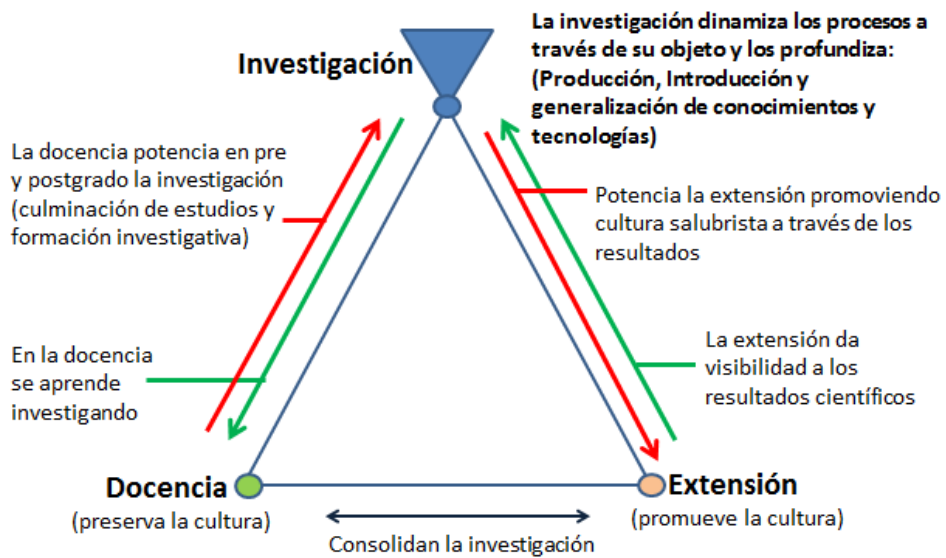 Investigación
La investigación dinamiza los procesos a
través de su objeto y los profundiza:
(Producción, Introducción y
generalización de conocimientos y
tecnologías)
La docencia potencia en pre
y postgrado la investigación
(culminación de estudios y
formación investigativa)
Potencia la extensión promoviendo
cultura salubrista a través de los
resultados
En la docencia
se aprende
investigando
La extensión da
visibilidad a los
resultados científicos
Docencia
(preserva la cultura)
Extensión
(promueve la cultura)
Consolidan la investigación